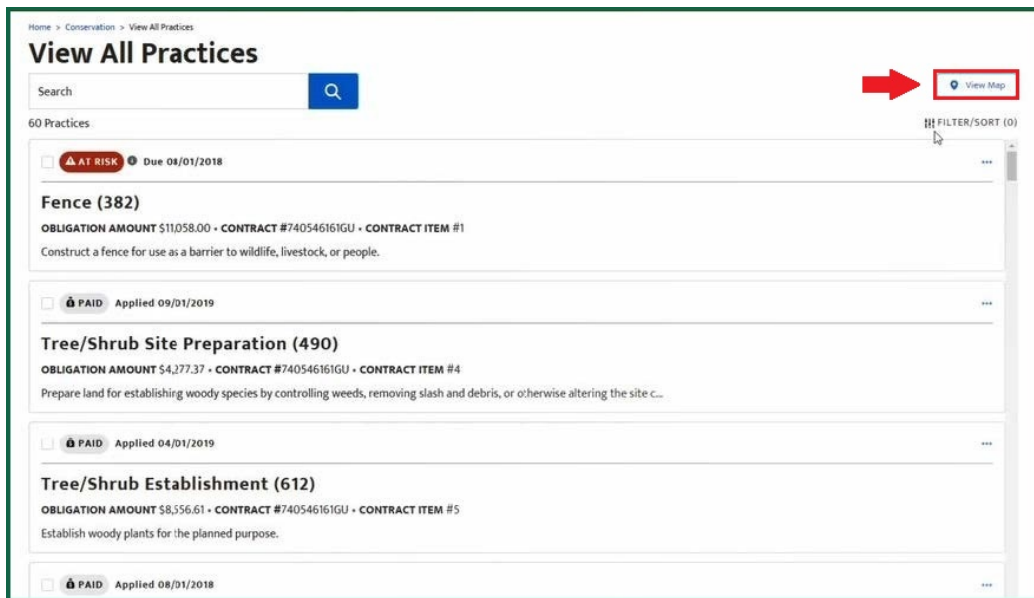 Home > Conservation > View All Practices
View All Practices
Search
View Map
60 Practices
FILTER/SORT (0)
AT RISK Due 08/01/2018
Fence (382)
OBLIGATION AMOUNT $11,058.00 • CONTRACT #740546161GU • CONTRACT ITEM #1
Construct a fence for use as a barrier to wildlife, livestock, or people.
PAID Applied 09/01/2019
Tree/Shrub Site Preparation (490)
OBLIGATION AMOUNT $4,277.37 • CONTRACT #740546161GU • CONTRACT ITEM #4
Prepare land for establishing woody species by controlling weeds, removing slash and debris, or otherwise altering the site c...
PAID Applied 04/01/2019
Tree/Shrub Establishment (612)
OBLIGATION AMOUNT $8,556.61 • CONTRACT #740546161GU • CONTRACT ITEM #5
Establish woody plants for the planned purpose.
PAID Applied 08/01/2018